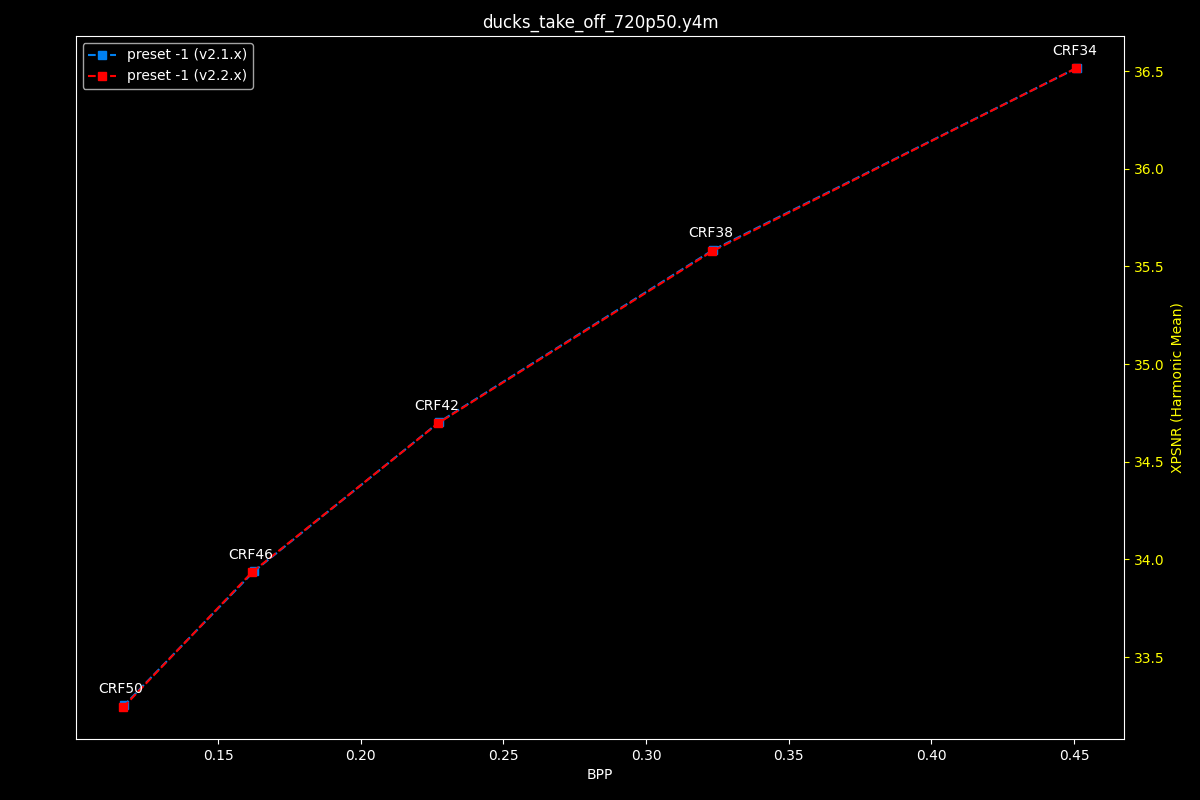 ducks_take_off_720p50.y4m
preset -1 (v2.1.x)
preset -1 (v2.2.x)
CRF34
CRF38
CRF42
CRF46
CRF50
36.5
36.0
35.5
35.0
34.5
34.0
33.5
XPSNR (Harmonic Mean)
0.15 0.20 0.25 0.30 0.35 0.40 0.45
BPP